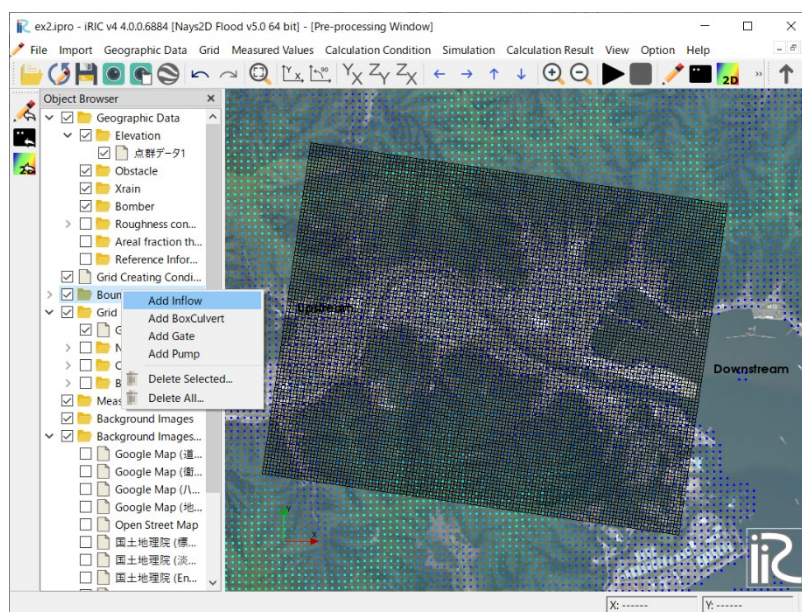 ex2.ipro - iRIC v4 4.0.0.6884 [Nays2D Flood v5.0 64 bit] - [Pre-processing Window]
File Import Geographic Data Grid Measured Values Calculation Condition Simulation Calculation Result View Option Help
Object Browser
Geographic Data
Elevation
点群データ1
Obstacle
Xrain
Bomber
Roughness con...
Areal fraction th...
Reference Infor...
Grid Creating Condi...
Boun
Add Inflow
Add BoxCulvert
Add Gate
Add Pump
Delete Selected...
Delete All...
Grid
G
N
C
B
Meas
Background Images
Background Images...
Google Map (道...
Google Map (衛...
Google Map (ハ...
Google Map (地...
Open Street Map
国土地理院 (標...
国土地理院 (淡...
国土地理院 (En...
Upstream
Downstream
Y
X
iRIC
X: ------
Y: ------